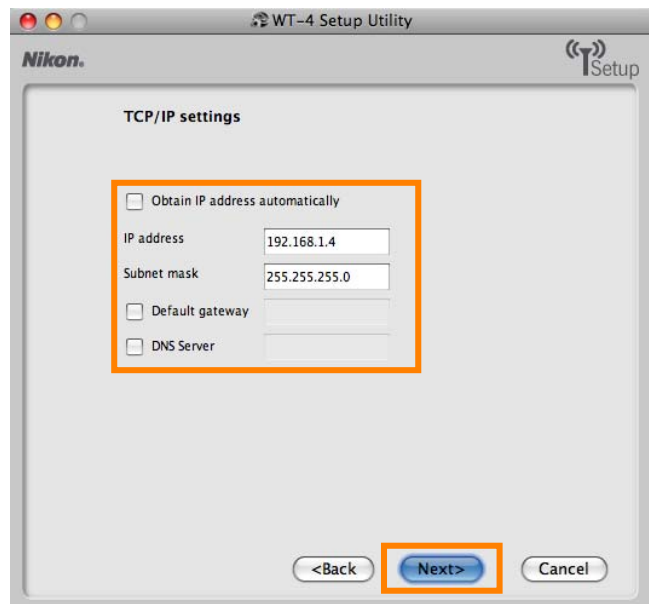 WT-4 Setup Utility
Nikon.
Setup
TCP/IP settings
Obtain IP address automatically
IP address 192.168.1.4
Subnet mask 255.255.255.0
Default gateway
DNS Server
<Back Next> Cancel